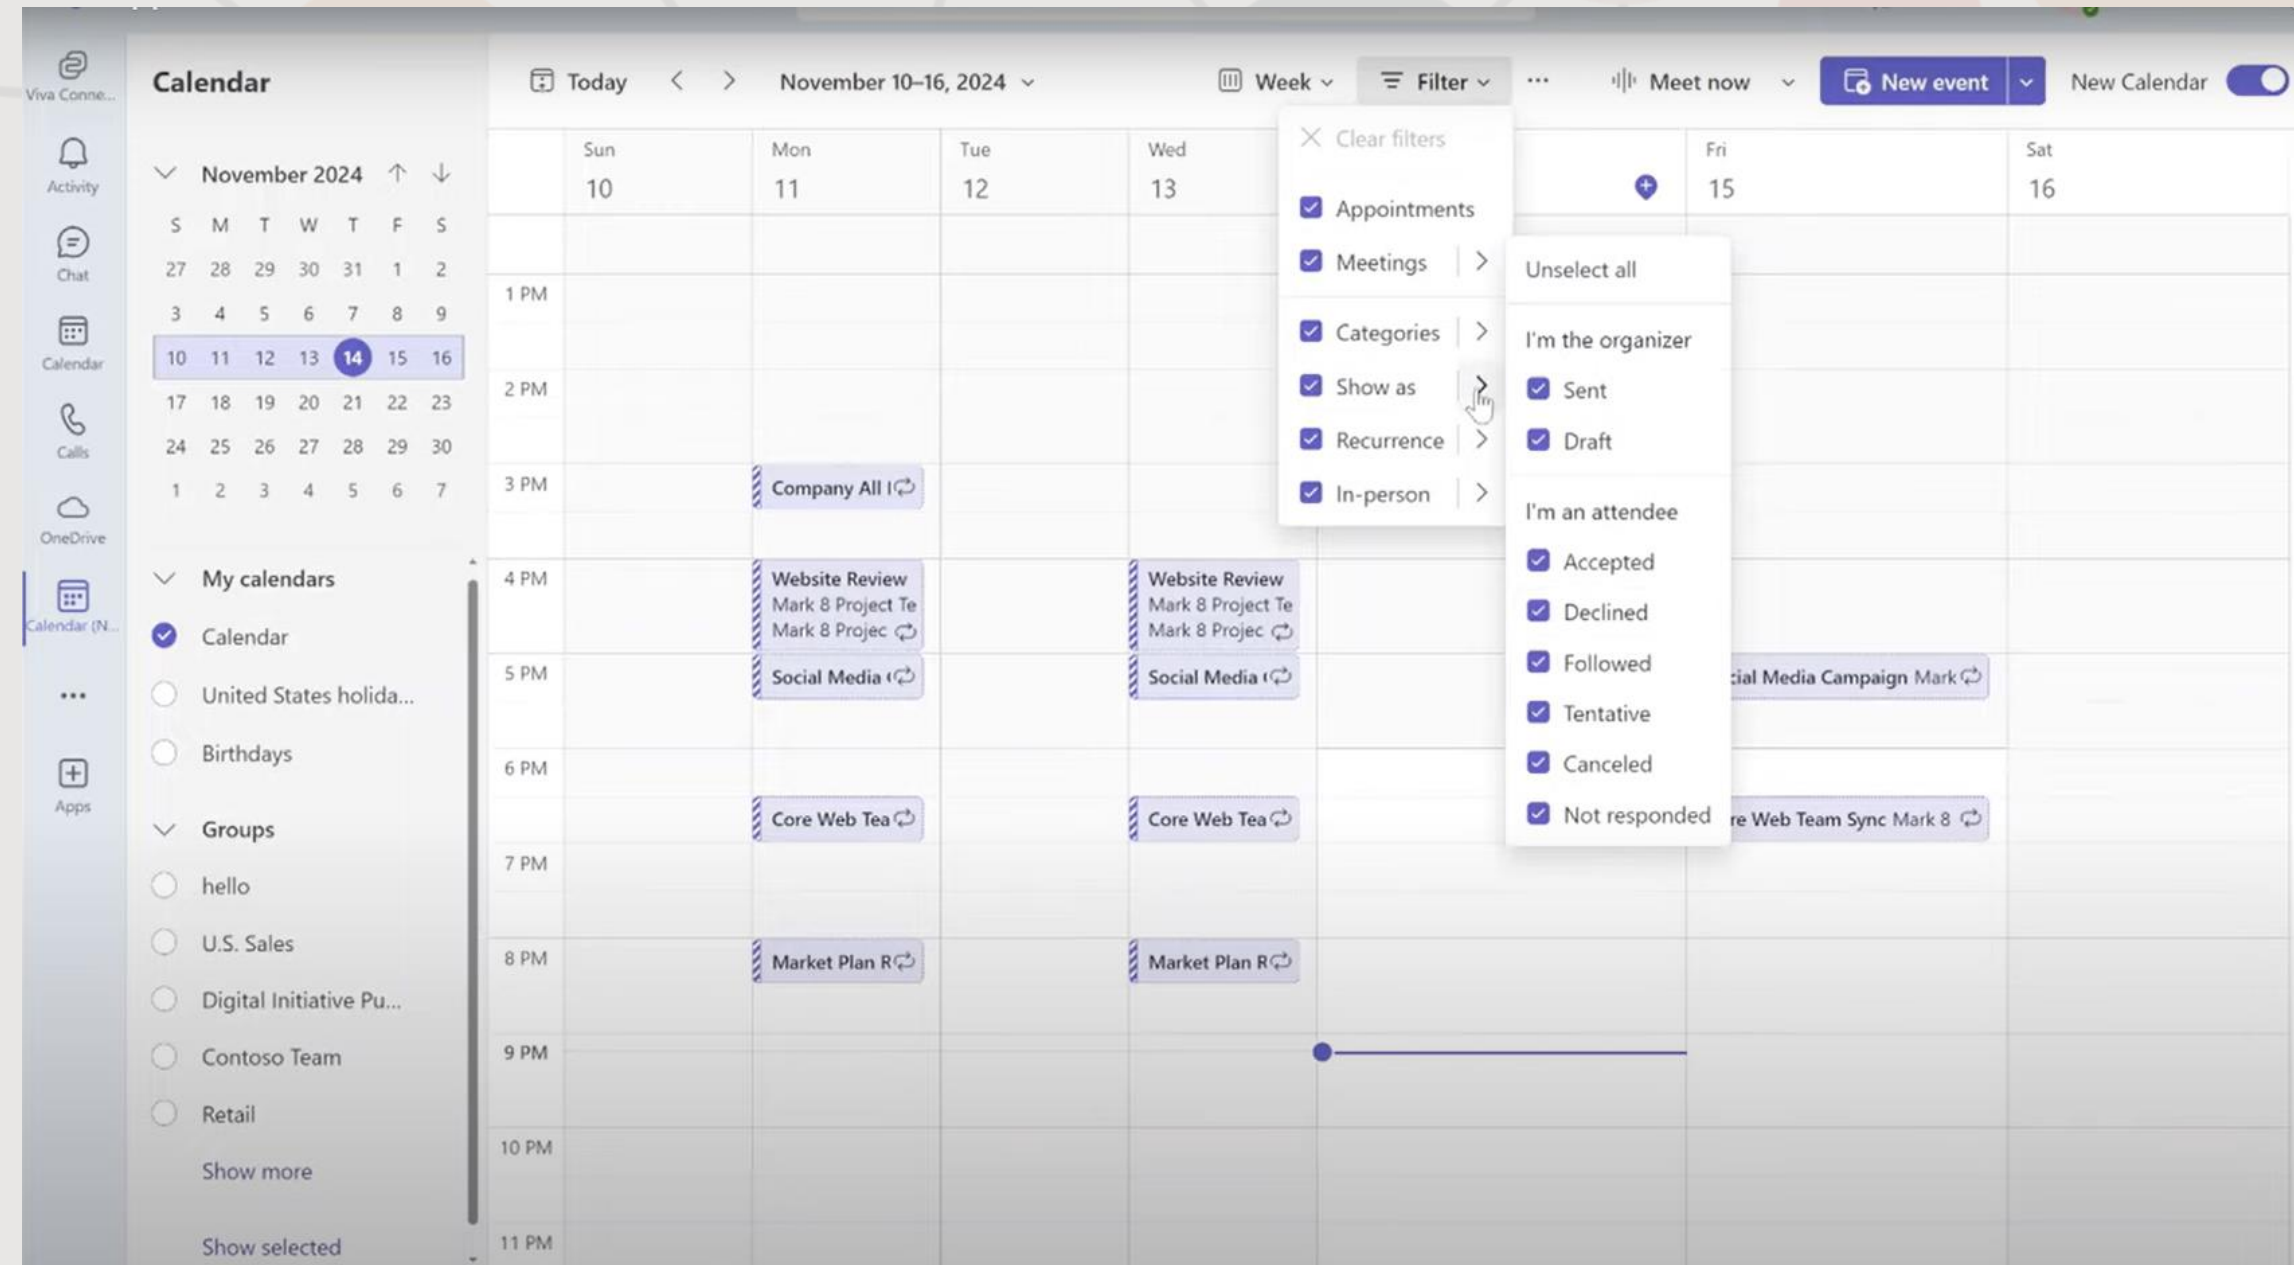 Viva Conne...
Activity
Chat
Calendar
Calls
OneDrive
Calendar (N...
Apps
Calendar
November 2024
S M T W T F S
27 28 29 30 31 1 2
3 4 5 6 7 8 9
10 11 12 13 14 15 16
17 18 19 20 21 22 23
24 25 26 27 28 29 30
1 2 3 4 5 6 7
My calendars
Calendar
United States holida...
Birthdays
Groups
hello
U.S. Sales
Digital Initiative Pu...
Contoso Team
Retail
Show more
Show selected
Today
November 10–16, 2024
Week
Filter
Meet now
New event
New Calendar
Sun
10
Mon
11
Tue
12
Wed
13
Fri
15
Sat
16
1 PM
2 PM
3 PM
4 PM
5 PM
6 PM
7 PM
8 PM
9 PM
10 PM
11 PM
Company All
Website Review
Mark 8 Project Te
Mark 8 Projec
Social Media
Core Web Tea
Market Plan R
Website Review
Mark 8 Project Te
Mark 8 Projec
Social Media
Core Web Tea
Market Plan R
cial Media Campaign Mark
re Web Team Sync Mark 8
Clear filters
Appointments
Meetings
Categories
Show as
Recurrence
In-person
Unselect all
I'm the organizer
Sent
Draft
I'm an attendee
Accepted
Declined
Followed
Tentative
Canceled
Not responded